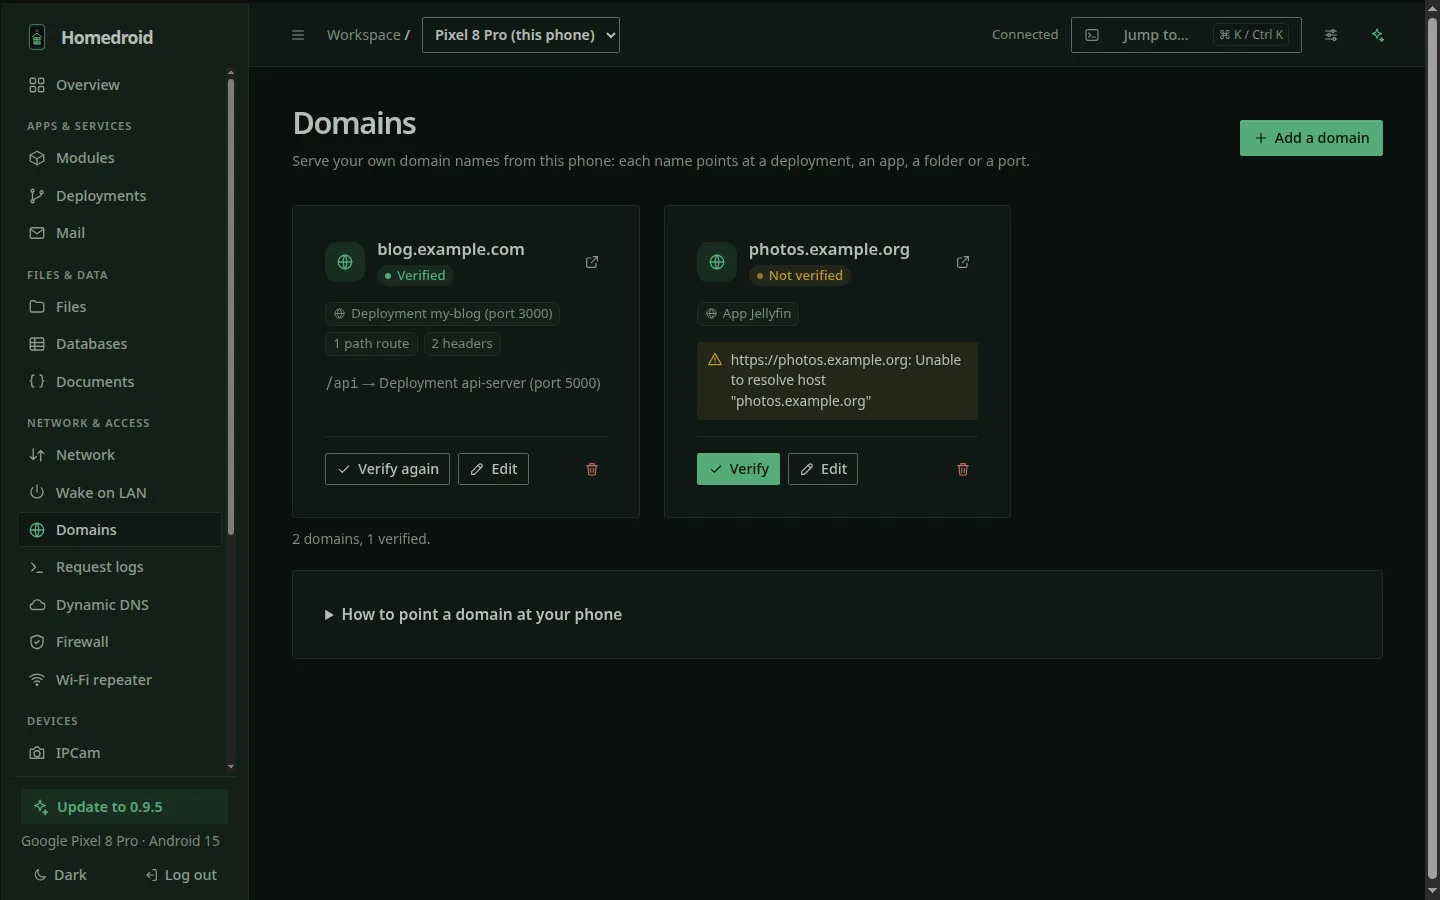 Homedroid
Workspace / Pixel 8 Pro (this phone)
Connected
Jump to... ⌘ K / Ctrl K
Overview
APPS & SERVICES
Modules
Deployments
Mail
FILES & DATA
Files
Databases
Documents
NETWORK & ACCESS
Network
Wake on LAN
Domains
Request logs
Dynamic DNS
Firewall
Wi-Fi repeater
DEVICES
IPCam
Update to 0.9.5
Google Pixel 8 Pro · Android 15
Dark
Log out
Domains
Serve your own domain names from this phone: each name points at a deployment, an app, a folder or a port.
+ Add a domain
blog.example.com
Verified
Deployment my-blog (port 3000)
1 path route
2 headers
/api → Deployment api-server (port 5000)
Verify again
Edit
photos.example.org
Not verified
App Jellyfin
https://photos.example.org: Unable
to resolve host
"photos.example.org"
Verify
Edit
2 domains, 1 verified.
How to point a domain at your phone